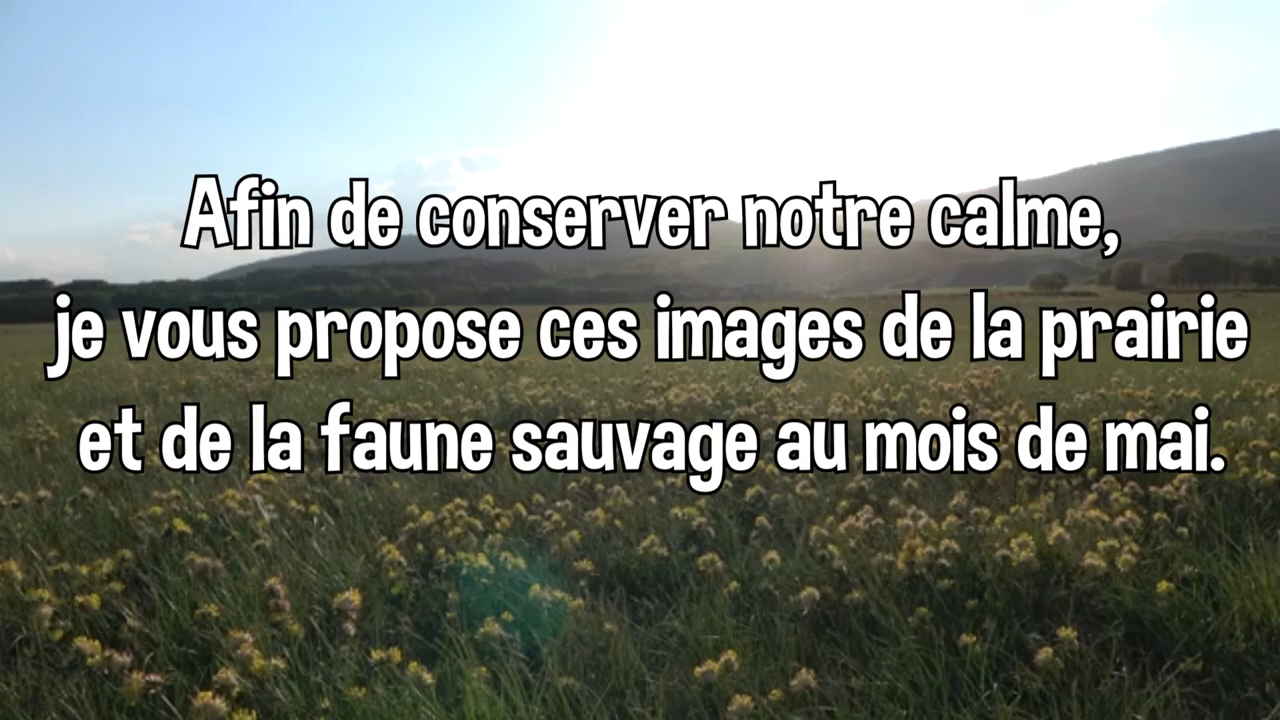 Afin de conserver notre calme,
je vous propose ces images de la prairie
et de la faune sauvage au mois de mai.